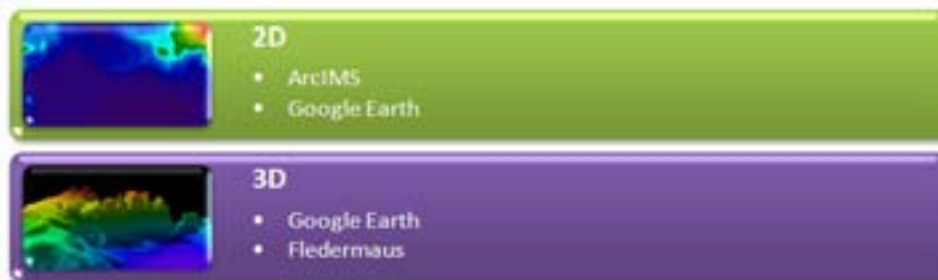 2D
• ArcIMS
• Google Earth
3D
• Google Earth
• Fledermaus